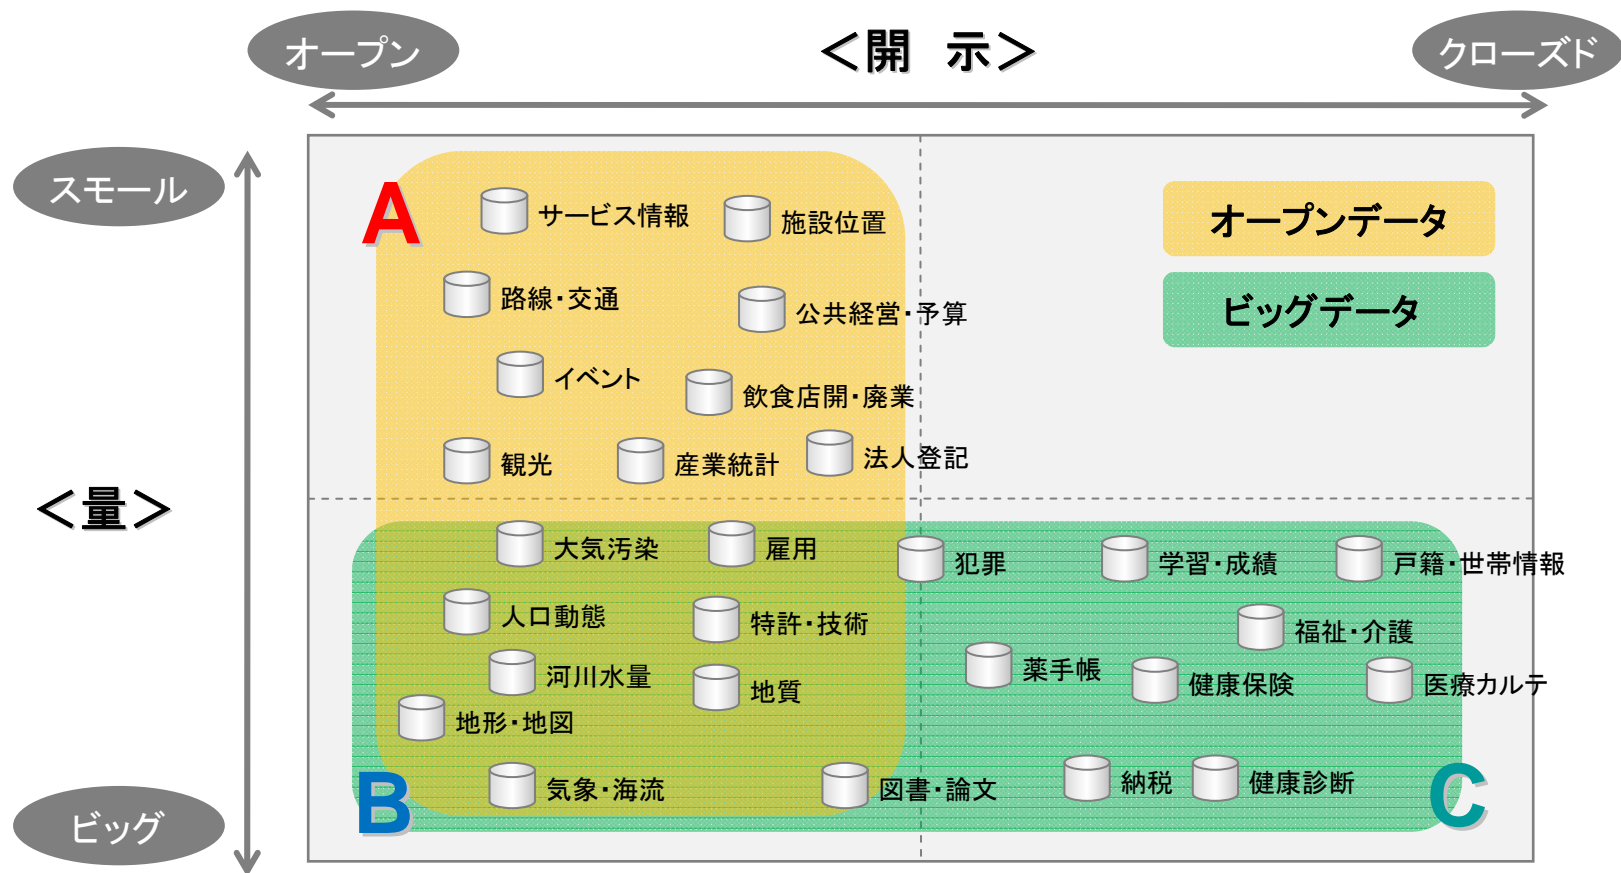 オープン
＜開　示＞
クローズド
スモール
＜量＞
ビッグ
A
サービス情報
施設位置
路線・交通
公共経営・予算
イベント
飲食店開・廃業
観光
産業統計
法人登記
オープンデータ
ビッグデータ
大気汚染
雇用
犯罪
学習・成績
戸籍・世帯情報
人口動態
特許・技術
福祉・介護
河川水量
地質
薬手帳
健康保険
医療カルテ
地形・地図
B
気象・海流
図書・論文
納税
健康診断
C